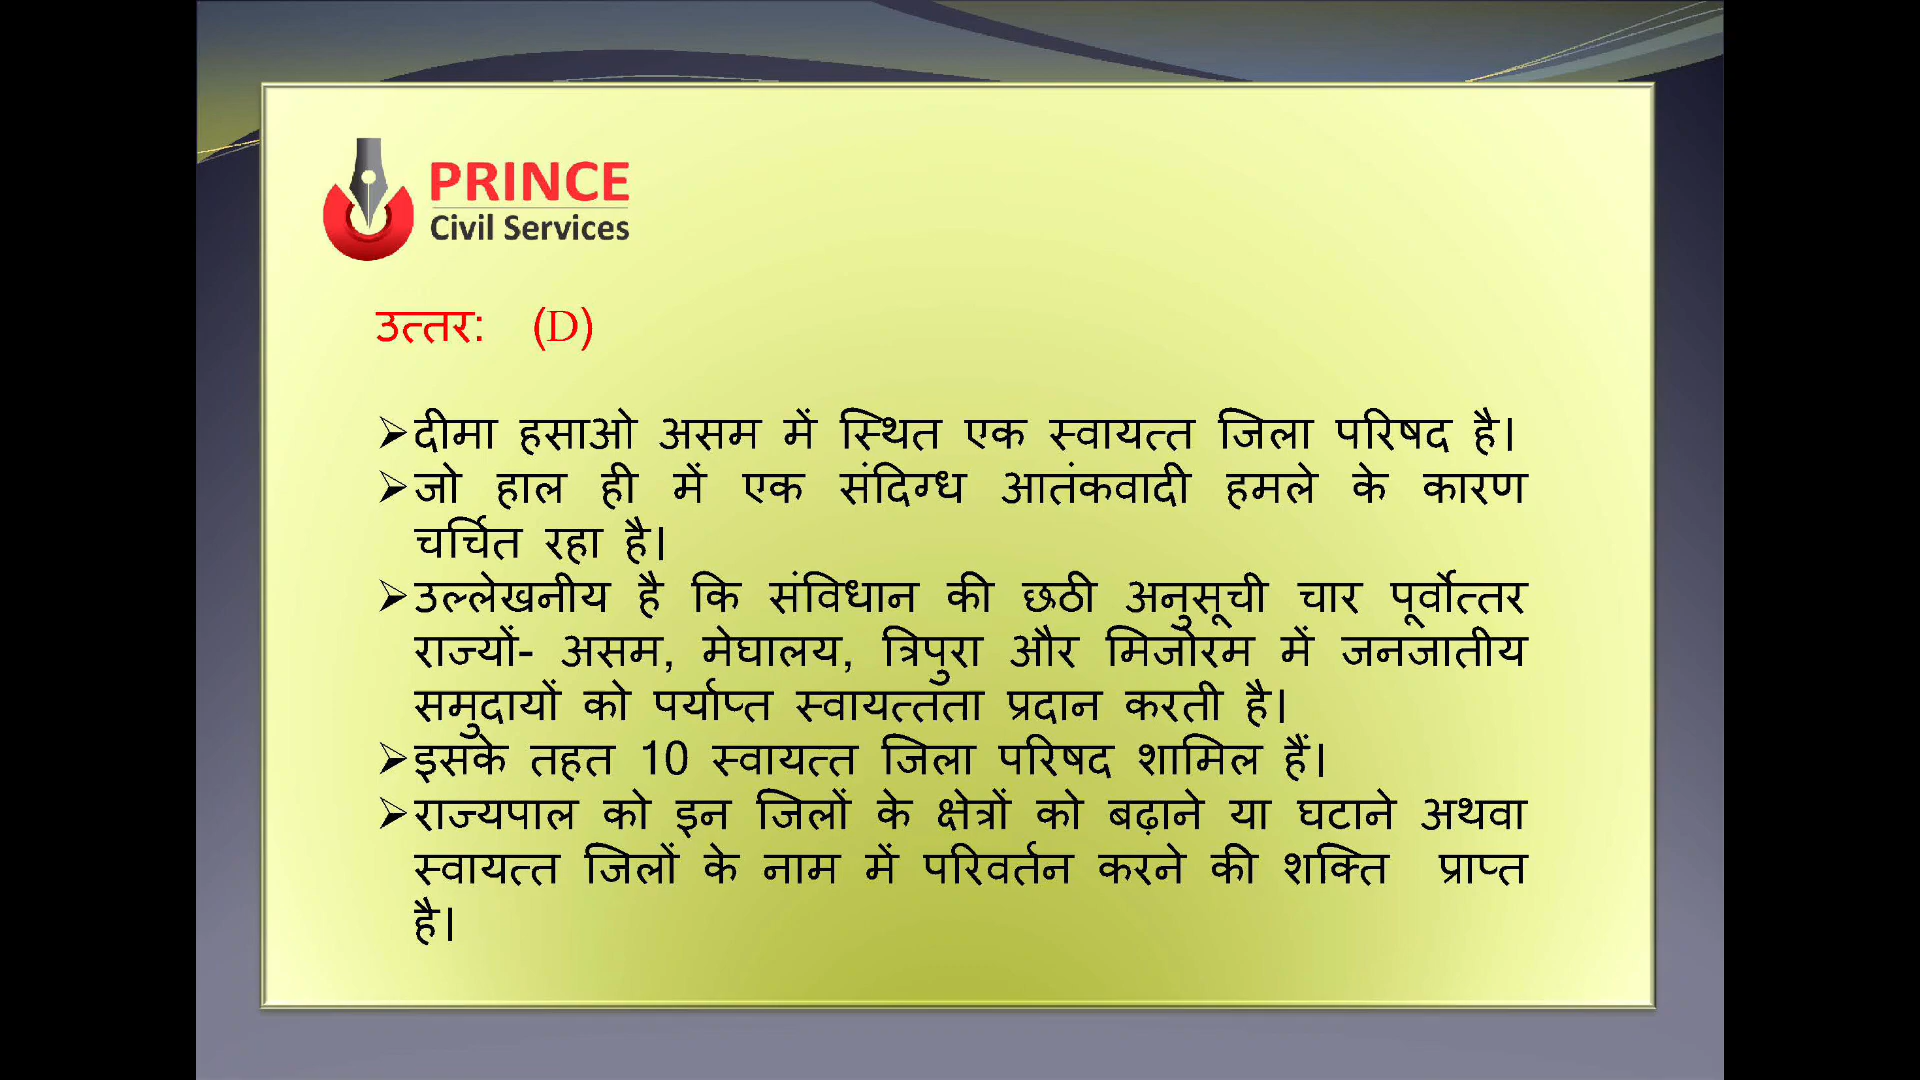 PRINCE
Civil Services
उत्तर: (D)
➢दीमा हसाओ असम में स्थित एक स्वायत्त जिला परिषद है।
➢जो हाल ही में एक संदिग्ध आतंकवादी हमले के कारण
चर्चित रहा है।
➢उल्लेखनीय है कि संविधान की छठी अनुसूची चार पूर्वोत्तर
राज्यों- असम, मेघालय, त्रिपुरा और मिजोरम में जनजातीय
समुदायों को पर्याप्त स्वायत्तता प्रदान करती है।
➢इसके तहत 10 स्वायत्त जिला परिषद शामिल हैं।
➢राज्यपाल को इन जिलों के क्षेत्रों को बढ़ाने या घटाने अथवा
स्वायत्त जिलों के नाम में परिवर्तन करने की शक्ति प्राप्त
है।